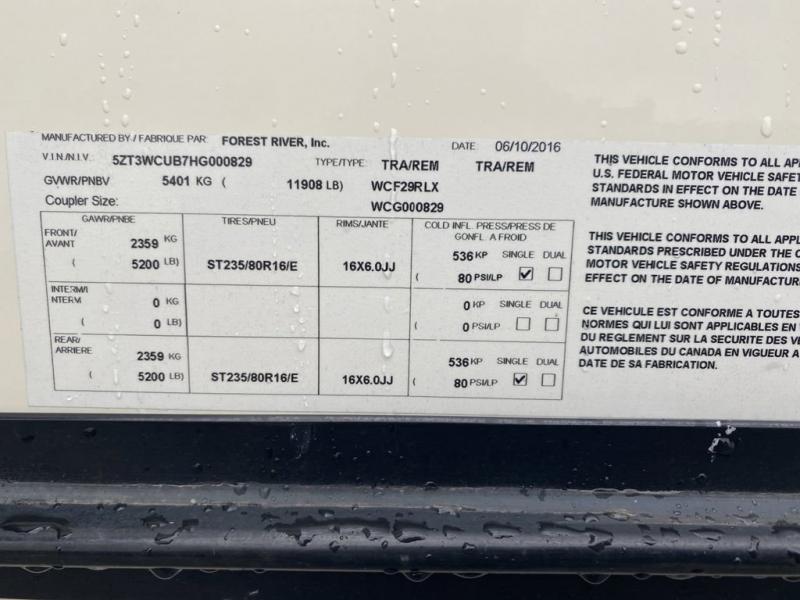 MANUFACTURED BY / FABRIQUE PAR: FOREST RIVER, Inc. DATE: 06/10/2016
V.I.N./N.I.V.: 5ZT3WCUB7HG000829 TYPE/TYPE: TRA/REM TRA/REM
GVWR/PNBV 5401 KG ( 11908 LB) WCF29RLX
Coupler Size: WCG000829
GAWR/PNBE TIRES/PNEU RIMS/JANTE COLD INFL. PRESS/PRESS DE
GONFL. A FROID
FRONT/
AVANT 2359 KG 536 KP SINGLE DUAL
( 5200 LB) ST235/80R16/E 16X6.0JJ ( 80 PSI/LP
INTERM/I
NTERM 0 KG 0 KP SINGLE DUAL
( 0 LB) ( 0 PSI/LP
REAR/
ARRIERE 2359 KG 536 KP SINGLE DUAL
( 5200 LB) ST235/80R16/E 16X6.0JJ ( 80 PSI/LP
THIS VEHICLE CONFORMS TO ALL
U.S. FEDERAL MOTOR VEHICLE
STANDARDS IN EFFECT ON THE DATE
MANUFACTURE SHOWN ABOVE.
THIS VEHICLE CONFORMS TO ALL
STANDARDS PRESCRIBED UNDER THE
MOTOR VEHICLE SAFETY REGULATIONS
EFFECT ON THE DATE OF
CE VEHICULE EST CONFORME A TOUTES
NORMES QUI LUI SONT APPLICABLES EN
DU REGLEMENT SUR LA SECURITE DES
AUTOMOBILES DU CANADA EN VIGUEUR A
DATE DE SA FABRICATION.